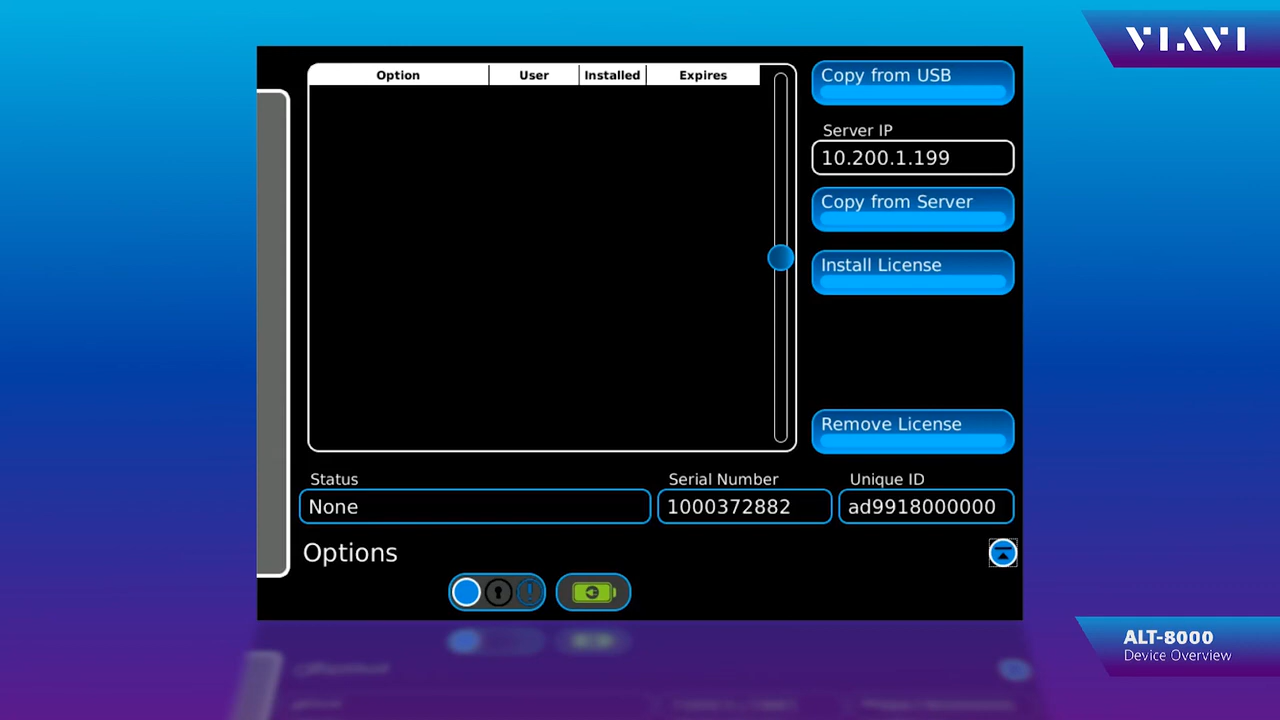 VIAVI
Option User Installed Expires
Copy from USB
Server IP
10.200.1.199
Copy from Server
Install License
Remove License
Status Serial Number Unique ID
None 1000372882 ad9918000000
Options
ALT-8000
Device Overview